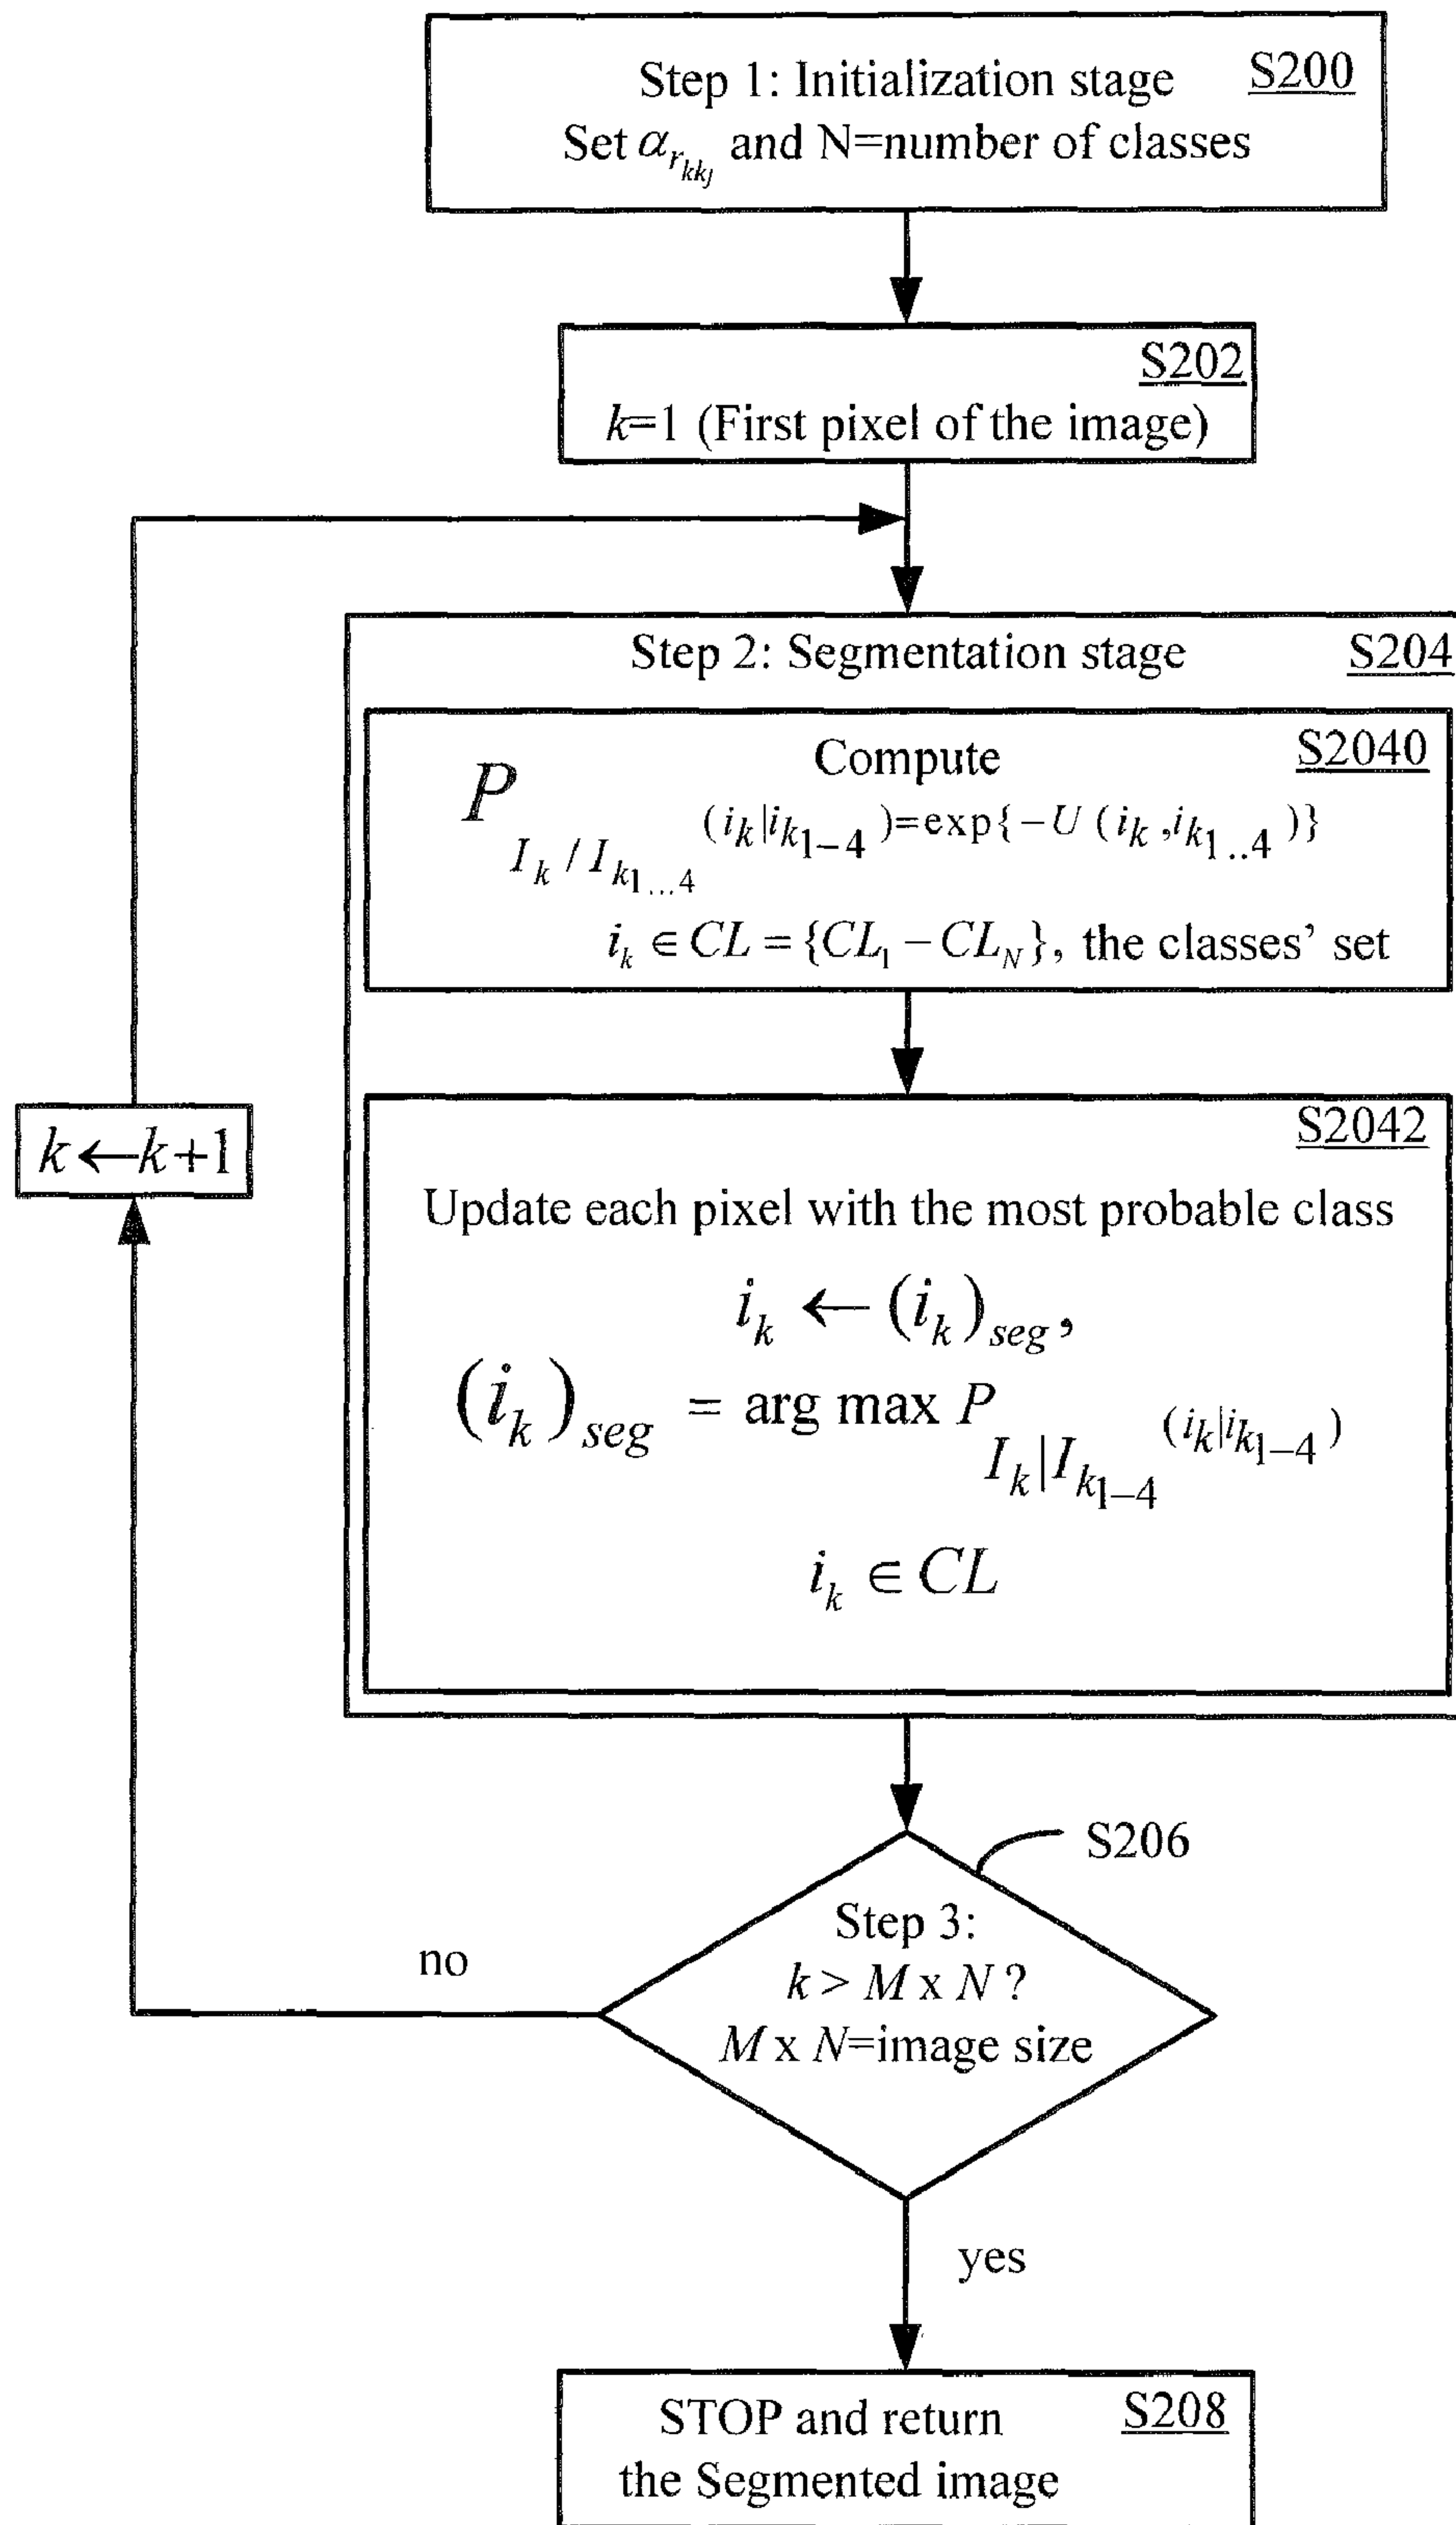 Step 1: Initialization stage S200
Set α_{r_{kkj}} and N=number of classes
S202
k=1 (First pixel of the image)
Step 2: Segmentation stage S204
Compute S2040
P_{I_k / I_{k_{1...4}}} (i_k|i_{k_{1-4}})=exp{-U (i_k ,i_{k_{1..4}})}
i_k ∈ CL = {CL_1 - CL_N}, the classes' set
k←k+1
S2042
Update each pixel with the most probable class
i_k ← (i_k)_{seg},
(i_k)_{seg} = arg max P_{I_k|I_{k_{1-4}}} (i_k|i_{k_{1-4}})
i_k ∈ CL
S206
Step 3:
k > M x N ?
M x N=image size
no
yes
STOP and return S208
the Segmented image